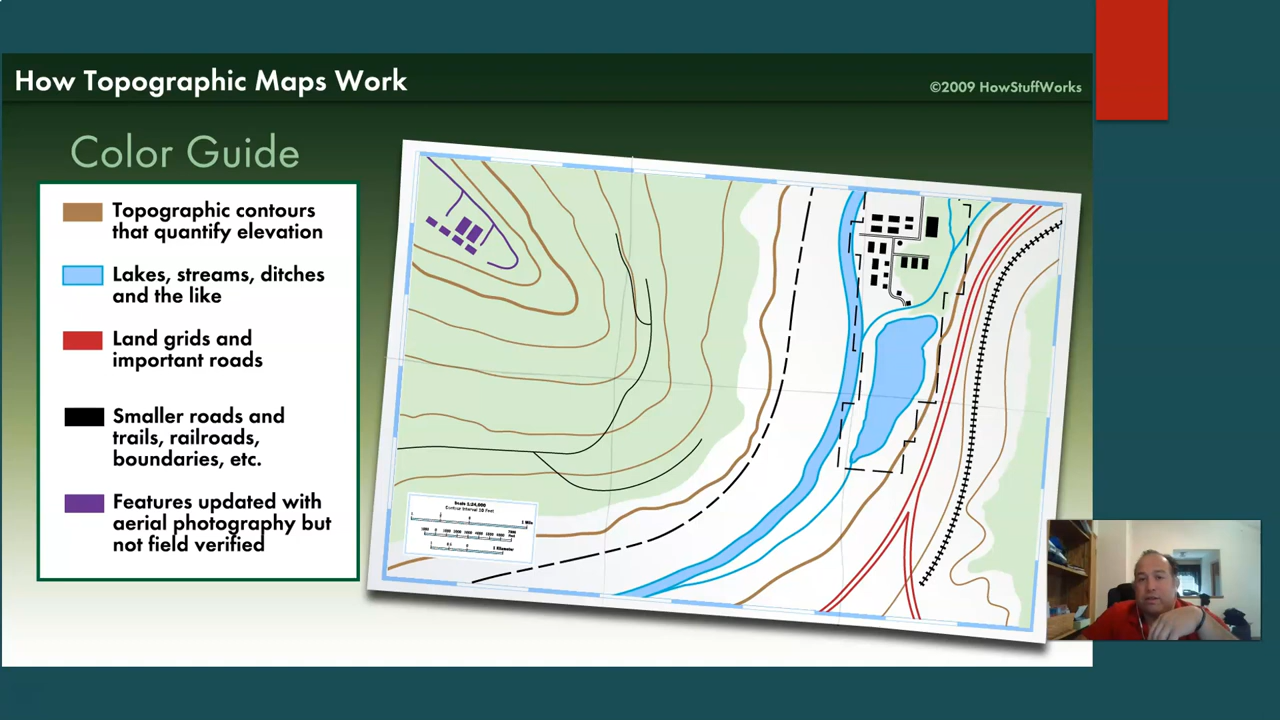 How Topographic Maps Work
©2009 HowStuffWorks
Color Guide
Topographic contours
that quantify elevation
Lakes, streams, ditches
and the like
Land grids and
important roads
Smaller roads and
trails, railroads,
boundaries, etc.
Features updated with
aerial photography but
not field verified
Scale 1:24,000
Contour Interval 10 Feet
1 Mile
1 Kilometer